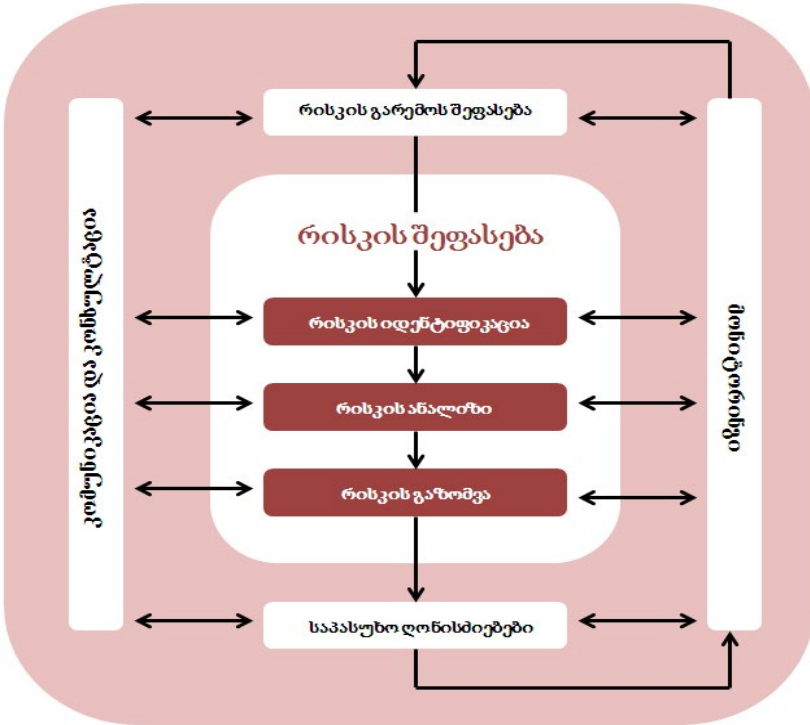 რისკის გარემოს შეფასება
კომუნიკაცია და კონსულტაცია
რისკის შეფასება
მონიტორინგი
რისკის იდენტიფიკაცია
რისკის ანალიზი
რისკის გაზომვა
საპასუხო ღონისძიებები